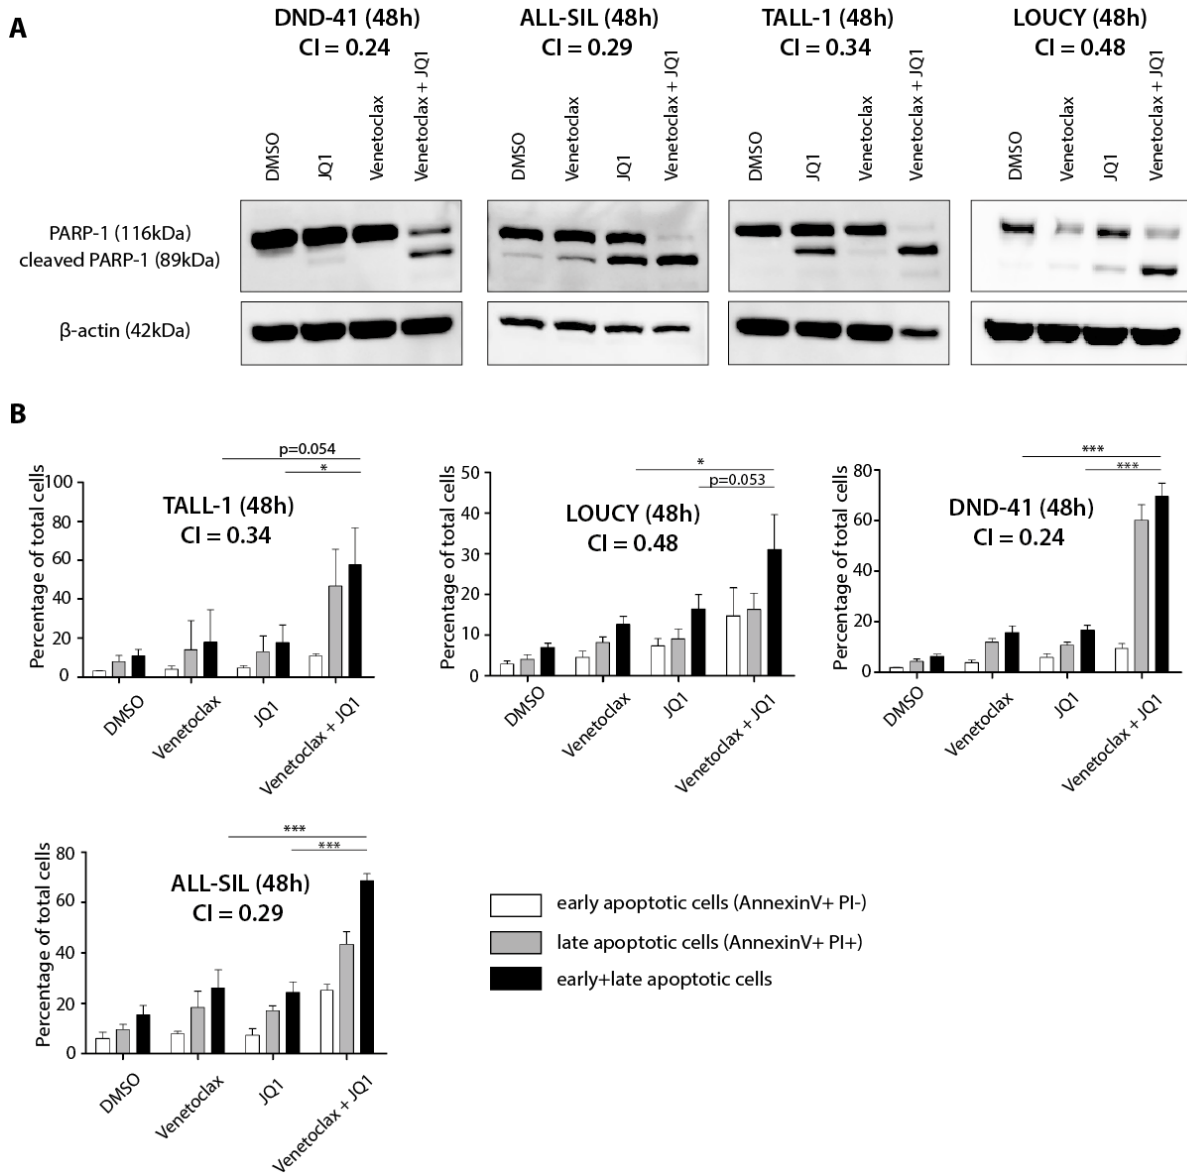 A
DND-41 (48h)
CI = 0.24
ALL-SIL (48h)
CI = 0.29
TALL-1 (48h)
CI = 0.34
LOUCY (48h)
CI = 0.48
DMSO
JQ1
Venetoclax
Venetoclax + JQ1
DMSO
Venetoclax
JQ1
Venetoclax + JQ1
DMSO
JQ1
Venetoclax
Venetoclax + JQ1
DMSO
Venetoclax
JQ1
Venetoclax + JQ1
PARP-1 (116kDa)
cleaved PARP-1 (89kDa)
β-actin (42kDa)
B
p=0.054
*
Percentage of total cells
100
80
60
40
20
0
TALL-1 (48h)
CI = 0.34
DMSO
Venetoclax
JQ1
Venetoclax + JQ1
*
p=0.053
Percentage of total cells
50
40
30
20
10
0
LOUCY (48h)
CI = 0.48
DMSO
Venetoclax
JQ1
Venetoclax + JQ1
***
***
Percentage of total cells
80
60
40
20
0
DND-41 (48h)
CI = 0.24
DMSO
Venetoclax
JQ1
Venetoclax + JQ1
***
***
Percentage of total cells
80
60
40
20
0
ALL-SIL (48h)
CI = 0.29
DMSO
Venetoclax
JQ1
Venetoclax + JQ1
early apoptotic cells (AnnexinV+ PI-)
late apoptotic cells (AnnexinV+ PI+)
early+late apoptotic cells